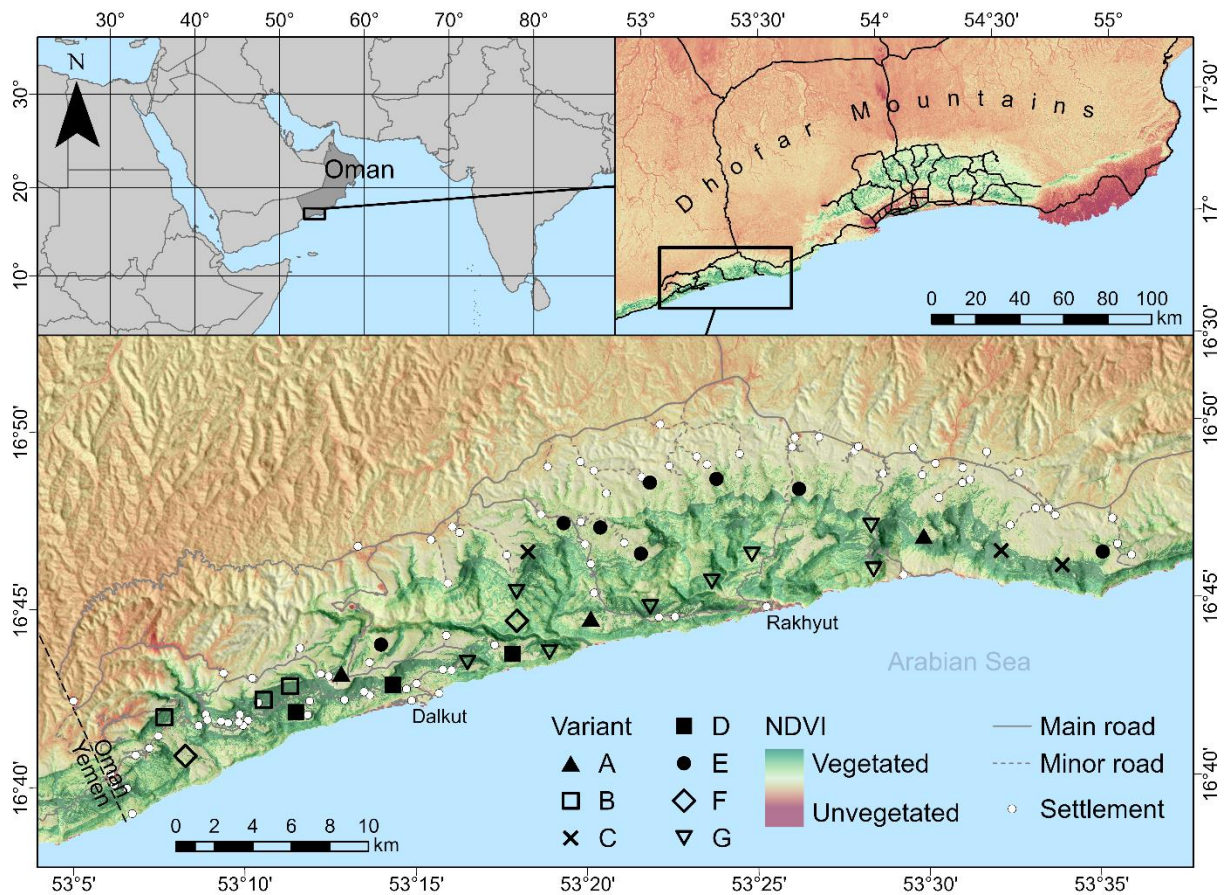 30°
40°
50°
60°
70°
80°
53°
53°30'
54°
54°30'
55°
N
30°
20°
10°
Oman
Dhofar Mountains
17°30'
17°
16°30'
0 20 40 60 80 100
km
16°50'
16°45'
16°40'
16°50'
16°45'
16°40'
Rakhyut
Arabian Sea
Dalkut
Oman
Yemen
0 2 4 6 8 10
km
Variant
A
B
C
D
E
F
G
NDVI
Vegetated
Unvegetated
Main road
Minor road
Settlement
53°5'
53°10'
53°15'
53°20'
53°25'
53°30'
53°35'